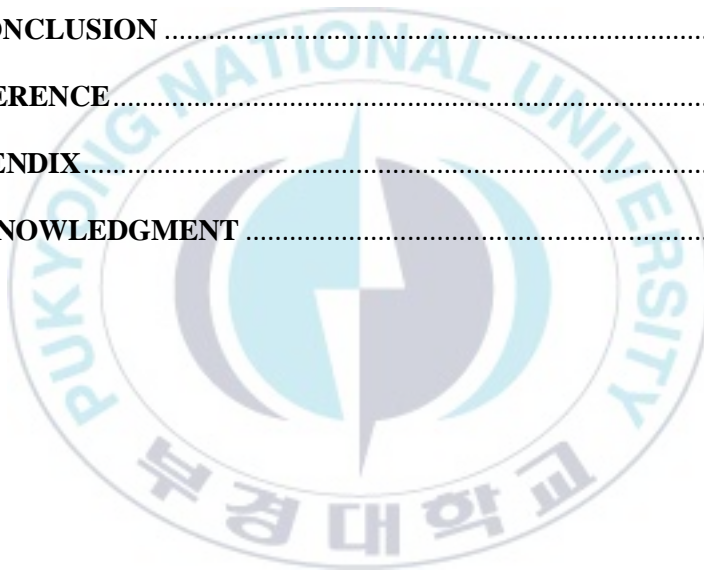 ONCLUSION ........................................................
ERENCE ........................................................
ENDIX ........................................................
NOWLEDGMENT ........................................................
PUKYONG NATIONAL UNIVERSITY
부경대학교